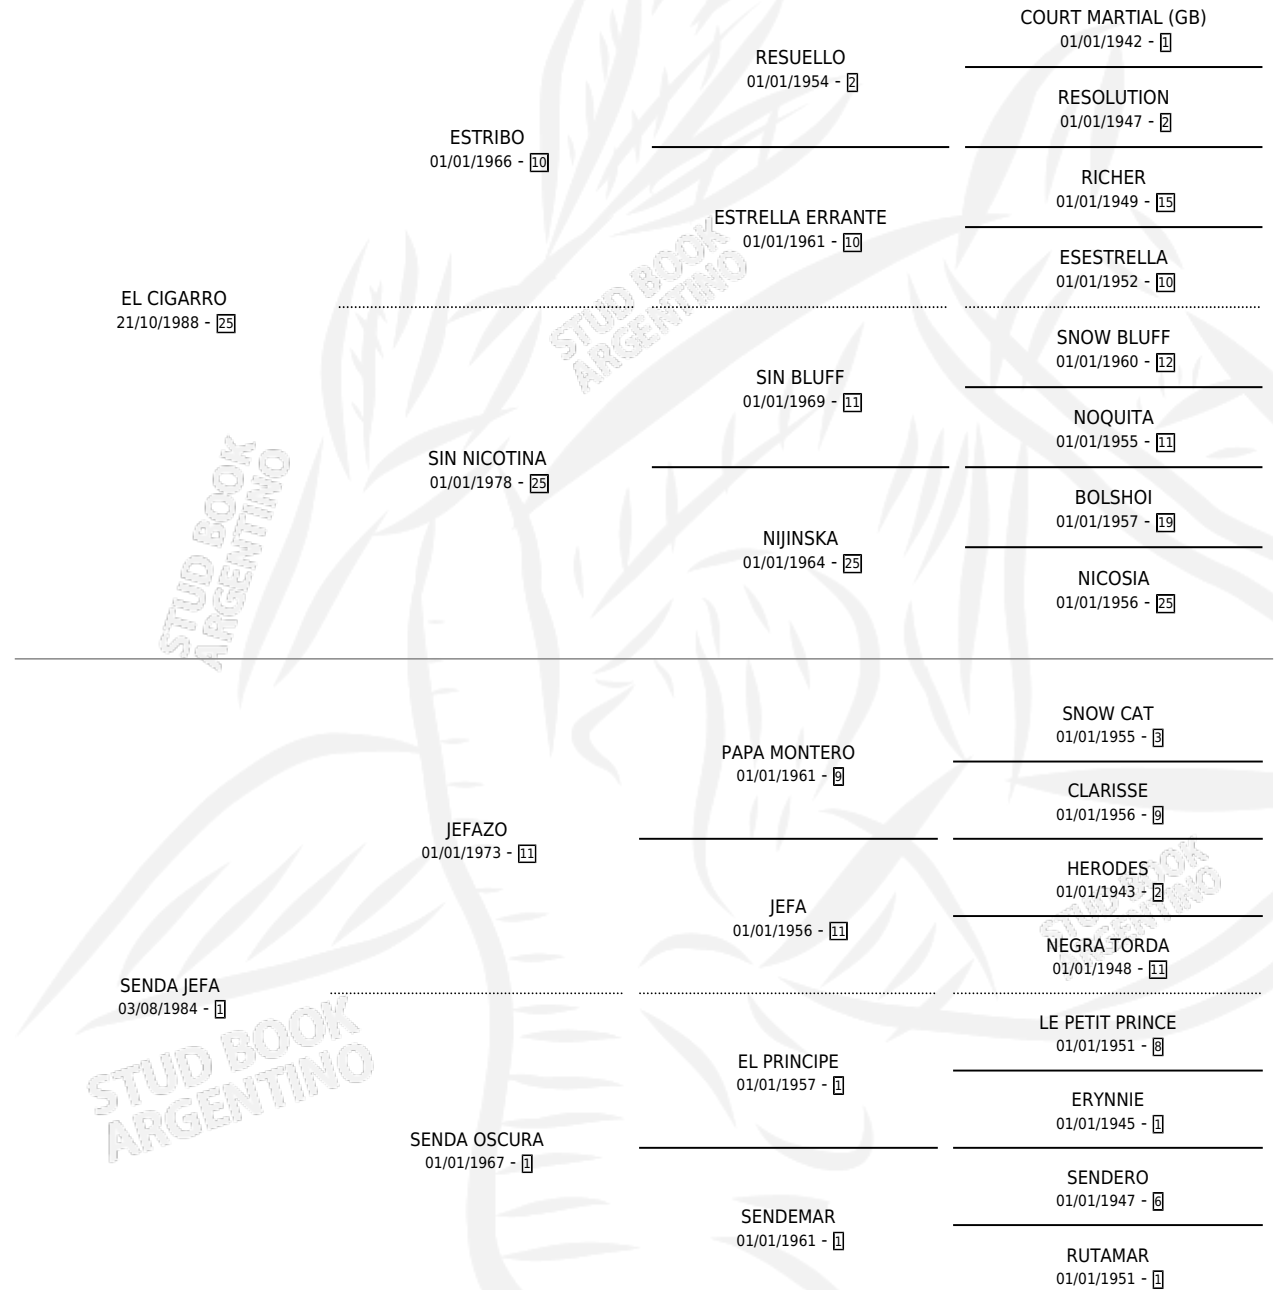 COURT MARTIAL (GB)
01/01/1942 - 1
RESUELLO
01/01/1954 - 2
RESOLUTION
01/01/1947 - 2
ESTRIBO
01/01/1966 - 10
RICHER
01/01/1949 - 15
ESTRELLA ERRANTE
01/01/1961 - 10
ESESTRELLA
01/01/1952 - 10
EL CIGARRO
21/10/1988 - 25
SNOW BLUFF
01/01/1960 - 12
SIN BLUFF
01/01/1969 - 11
NOQUITA
01/01/1955 - 11
SIN NICOTINA
01/01/1978 - 25
BOLSHOI
01/01/1957 - 19
NIJINSKA
01/01/1964 - 25
NICOSIA
01/01/1956 - 25
STUD BOOK
ARGENTINO
STUD BOOK
ARGENTINO
SNOW CAT
01/01/1955 - 3
PAPA MONTERO
01/01/1961 - 9
CLARISSE
01/01/1956 - 9
JEFAZO
01/01/1973 - 11
HERODES
01/01/1943 - 2
JEFA
01/01/1956 - 11
NEGRA TORDA
01/01/1948 - 11
SENDA JEFA
03/08/1984 - 1
LE PETIT PRINCE
01/01/1951 - 8
EL PRINCIPE
01/01/1957 - 1
ERYNNIE
01/01/1945 - 1
SENDA OSCURA
01/01/1967 - 1
SENDERO
01/01/1947 - 6
SENDEMAR
01/01/1961 - 1
RUTAMAR
01/01/1951 - 1
STUD BOOK
ARGENTINO
STUD BOOK
ARGENTINO